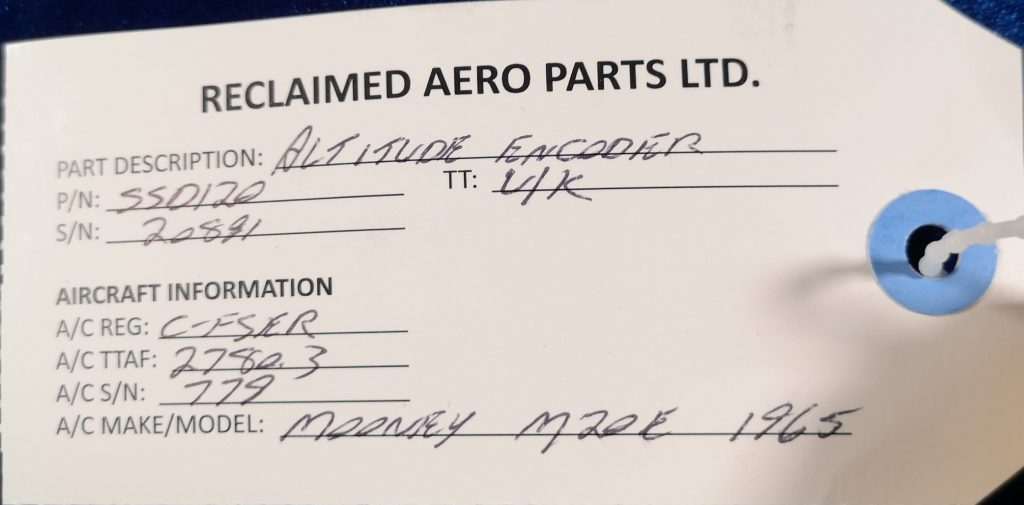 RECLAIMED AERO PARTS LTD.
PART DESCRIPTION: ALTITUDE ENCODER
P/N: SSD120 TT: U/K
S/N: 20891
AIRCRAFT INFORMATION
A/C REG: C-FSER
A/C TTAF: 2780.3
A/C S/N: 779
A/C MAKE/MODEL: MOONEY M20E 1965